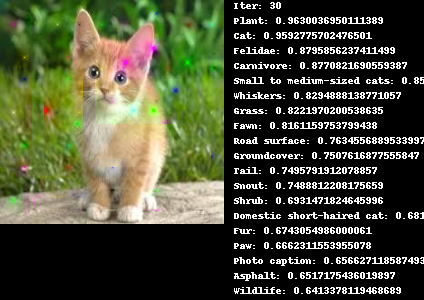 Iter: 30
Plant: 0.9630036950111389
Cat: 0.9592775702476501
Felidae: 0.8795856237411499
Carnivore: 0.8770821690559387
Small to medium-sized cats: 0.85
Whiskers: 0.8294888138771057
Grass: 0.8221970200538635
Fawn: 0.8161159753799438
Road surface: 0.7634556889533997
Groundcover: 0.7507616877555847
Tail: 0.7495791912078857
Snout: 0.7488812208175659
Shrub: 0.6931471824645996
Domestic short-haired cat: 0.681
Fur: 0.6743054986000061
Paw: 0.6662311553955078
Photo caption: 0.656627118587493
Asphalt: 0.6517175436019897
Wildlife: 0.6413378119468689